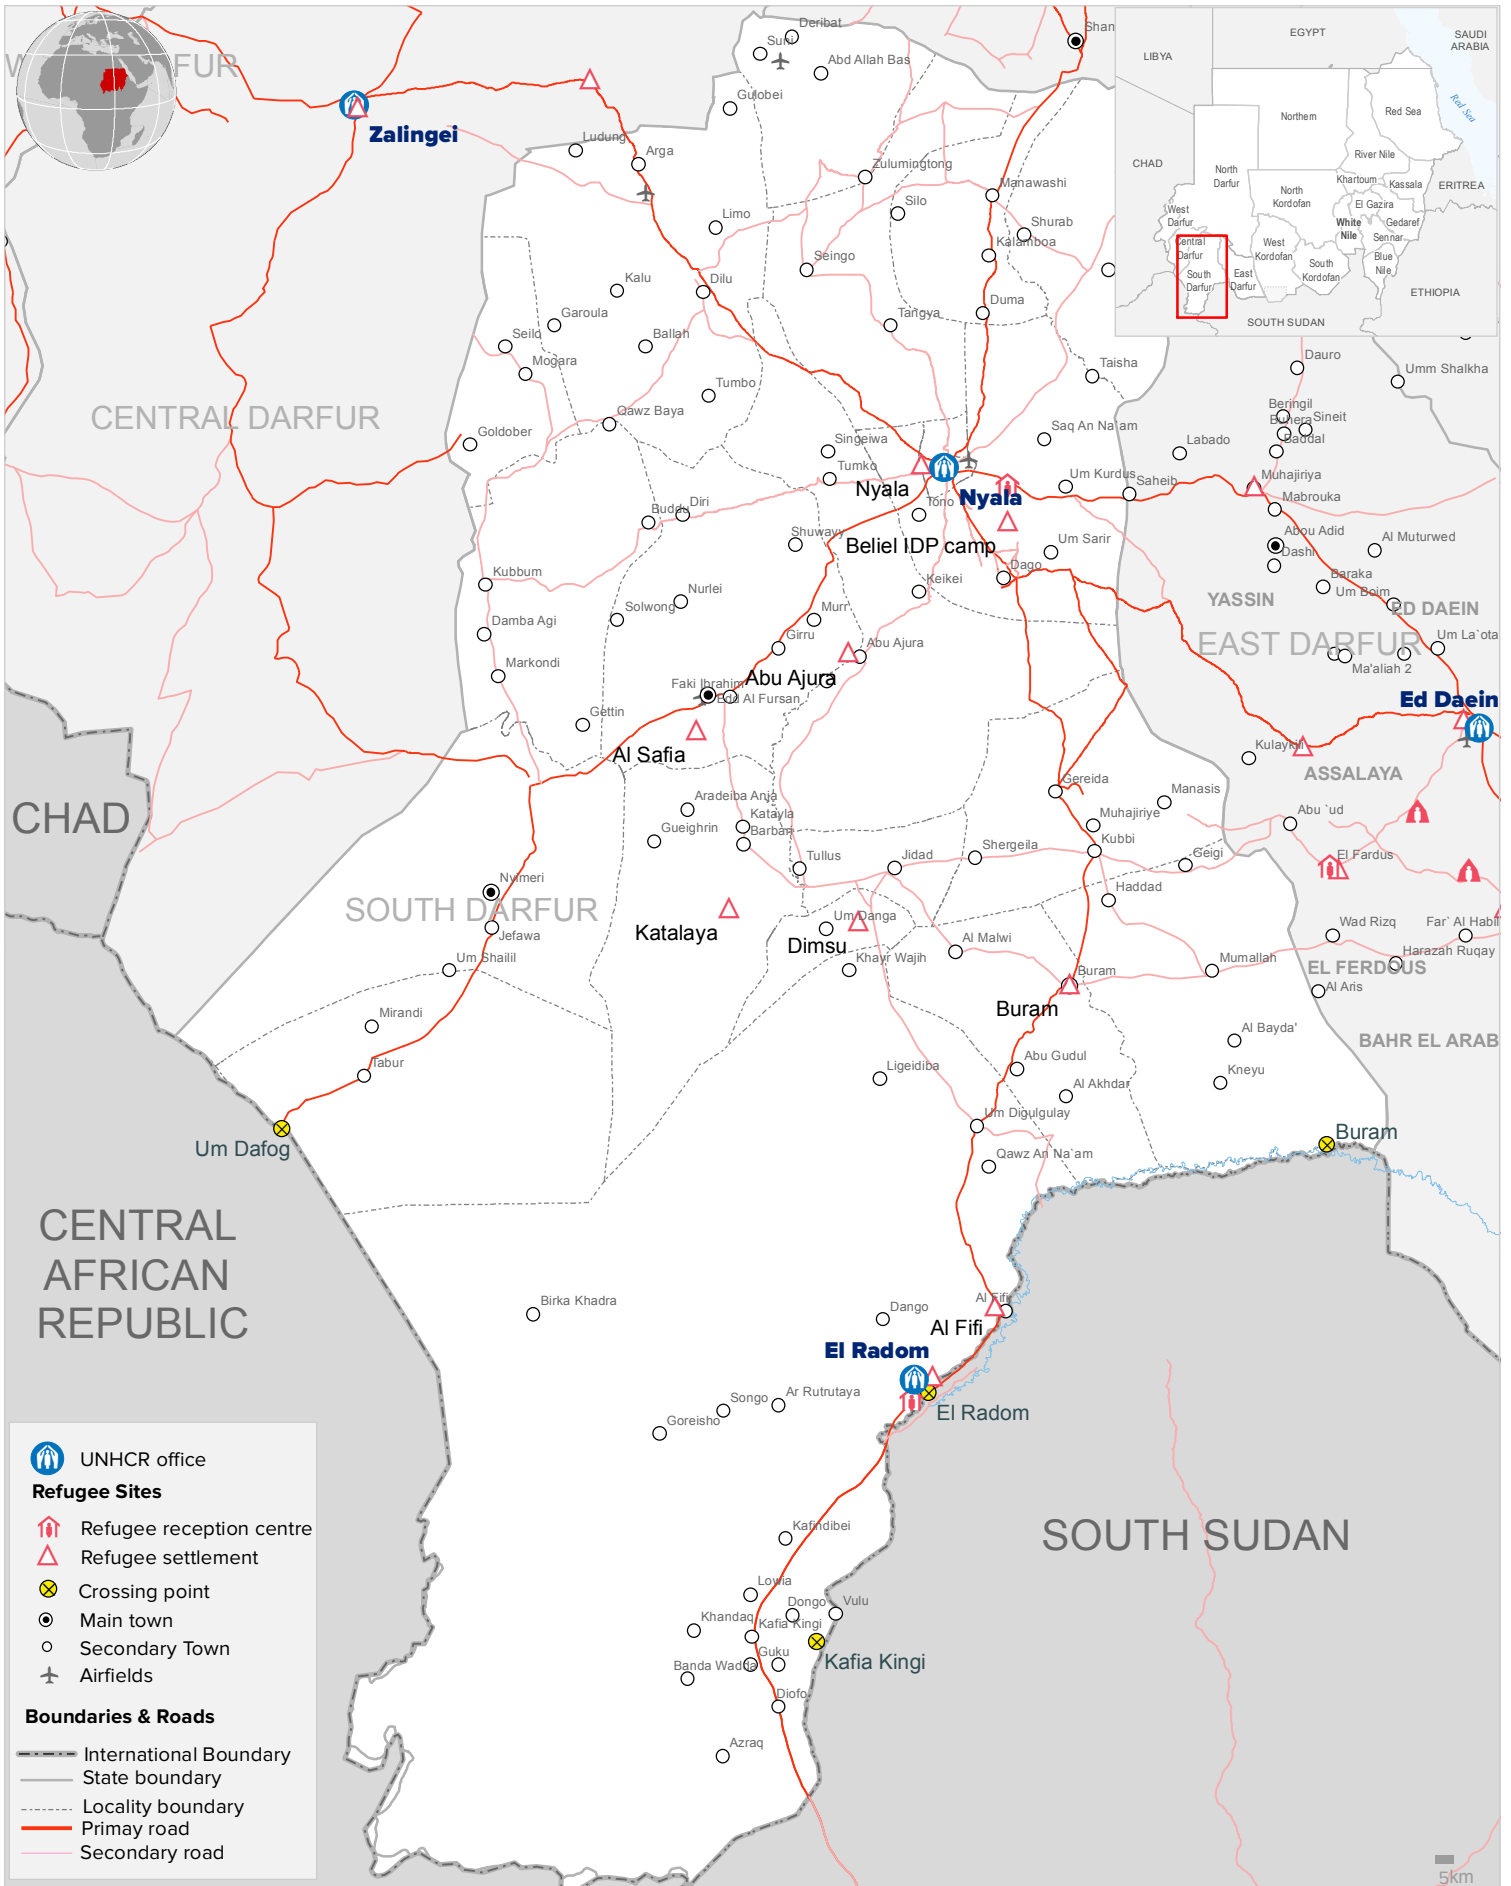 Shan
Deribat
Suni
Abd Allah Bas
Gulobei
FUR
Zalingei
Ludung
Arga
Zulumingtong
Manawashi
Silo
Limo
Shurab
Kalamboa
Seingo
Kalu
Dilu
Duma
Garoula
Tangya
Seilo
Ballah
Mogara
Taisha
Tumbo
CENTRAL DARFUR
Qawz Baya
Goldober
Singeiwa
Saq An Na'am
Tumko
Nyala
Nyala
Um Kurdus
Saheib
Buddu
Diri
Tono
Shuwayy
Beliel IDP camp
Um Sarir
Kubbum
Dago
Keikei
Nurlei
Solwong
Murr
Damba Agi
Girru
Abu Ajura
Markondi
Faki Ibrahim
Abu Ajura
Edd Al Fursan
Gettin
Al Safia
LIBYA
EGYPT
SAUDI
ARABIA
Red Sea
Northern
Red Sea
CHAD
River Nile
North
Darfur
Khartoum
Kassala
ERITREA
North
Kordofan
West
Darfur
El Gazira
White
Nile
Gedaref
Sennar
Central
Darfur
West
Kordofan
South
Kordofan
Blue
Nile
South
Darfur
East
Darfur
ETHIOPIA
SOUTH SUDAN
Dauro
Umm Shalkha
Beringil
Sineit
Buhera
Baddal
Labado
Muhajiriya
Mabrouka
Abou Adid
Al Muturwed
Dashi
Baraka
Um Boim
YASSIN
ED DAEIN
EAST DARFUR
Um La`ota
Ma'aliah 2
Ed Daein
Kulaykili
ASSALAYA
Gereida
Manasis
Abu `ud
Aradeiba Anja
Muhajiriye
Katayla
Gueighrin
Barban
Kubbi
CHAD
Tullus
Jidad
Shergeila
Geigi
El Fardus
Nyimeri
Haddad
SOUTH DARFUR
Um Danga
Katalaya
Dimsu
Wad Rizq
Far` Al Habil
Jefawa
Al Malwi
Harazah Ruqay
Um Shailil
Khayr Wajih
Buram
Mumallah
EL FERDOUS
Al Aris
Buram
Mirandi
Al Bayda'
BAHR EL ARAB
Abu Gudul
Tabur
Ligeidiba
Al Akhdar
Kneyu
Um Digulgulay
Um Dafog
Buram
Qawz An Na`am
CENTRAL
AFRICAN
REPUBLIC
Birka Khadra
Al Fifi
Dango
Al Fifi
El Radom
Songo
Ar Rutrutaya
El Radom
Goreisho
SOUTH SUDAN
Kafindibei
Lowia
Dongo
Vulu
Khandaq
Kafia Kingi
Guku
Banda Wadda
Kafia Kingi
Diofo
Azraq
UNHCR office
Refugee Sites
Refugee reception centre
Refugee settlement
Crossing point
Main town
Secondary Town
Airfields
Boundaries & Roads
International Boundary
State boundary
Locality boundary
Primay road
Secondary road
5km